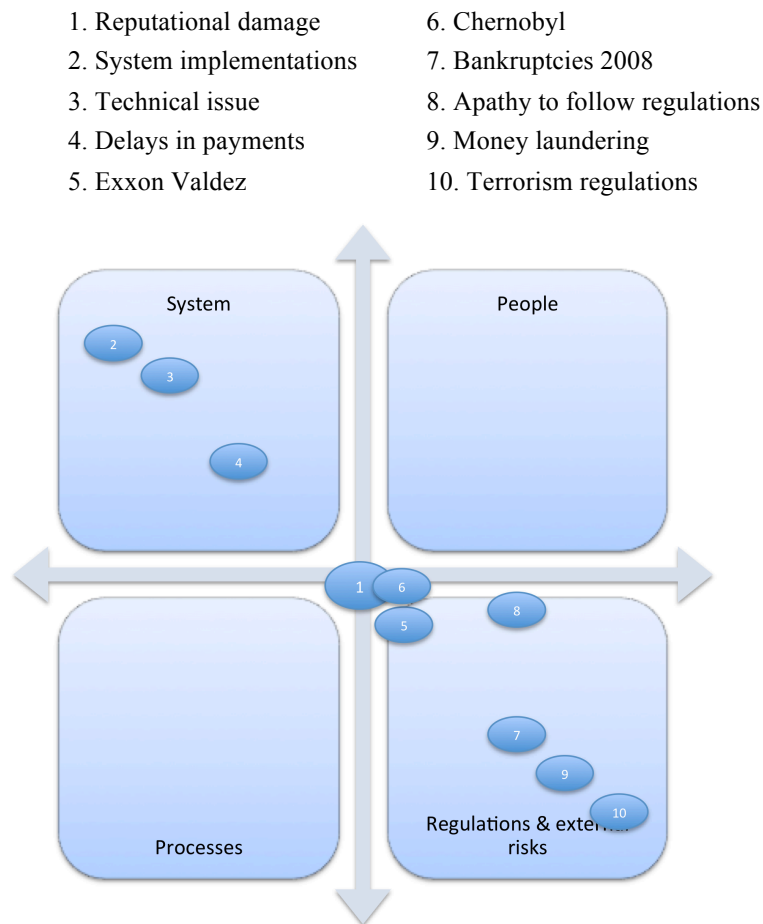 1. Reputational damage
2. System implementations
3. Technical issue
4. Delays in payments
5. Exxon Valdez
6. Chernobyl
7. Bankruptcies 2008
8. Apathy to follow regulations
9. Money laundering
10. Terrorism regulations
System
People
2
3
4
1
6
5
8
7
9
10
Processes
Regulations & external
risks